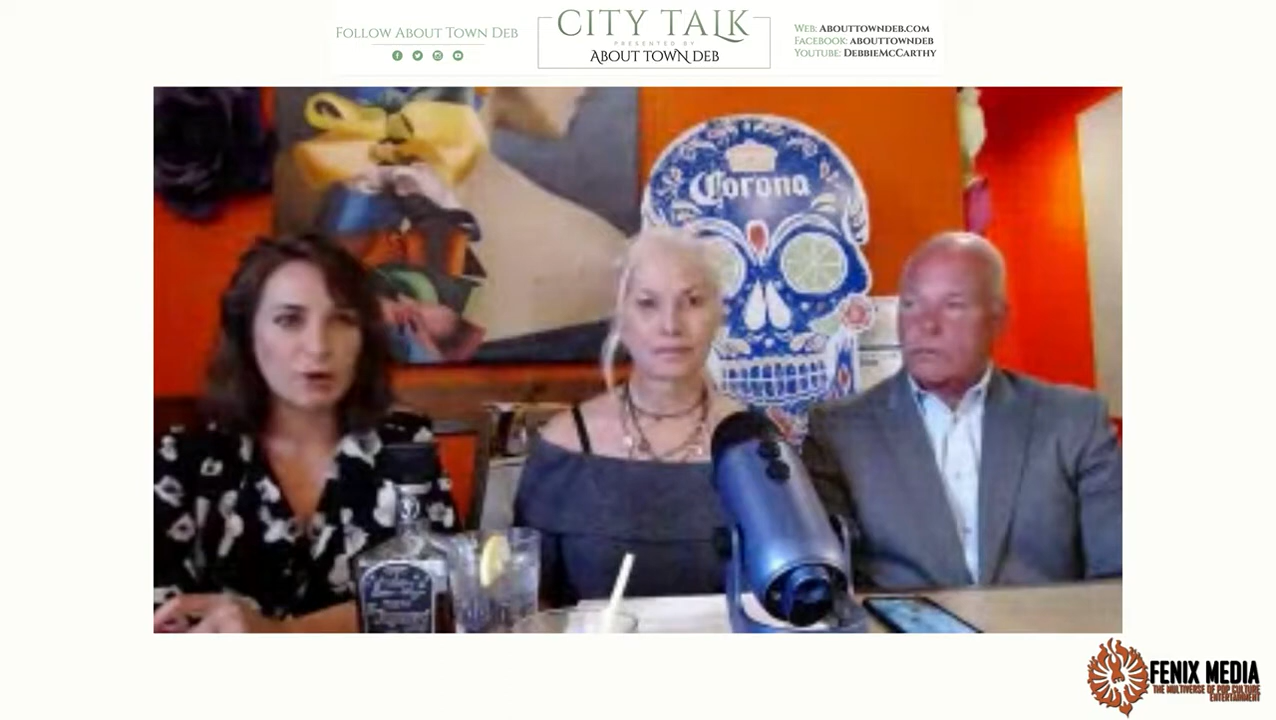 FOLLOW ABOUT TOWN DEB
CITY TALK
PRESENTED BY
ABOUT TOWN DEB
WEB: ABOUTTOWNDEB.COM
FACEBOOK: ABOUTTOWNDEB
YOUTUBE: DEBBIEMCCARTHY
Corona
FENIX MEDIA
THE MULTIVERSE OF POP CULTURE
ENTERTAINMENT